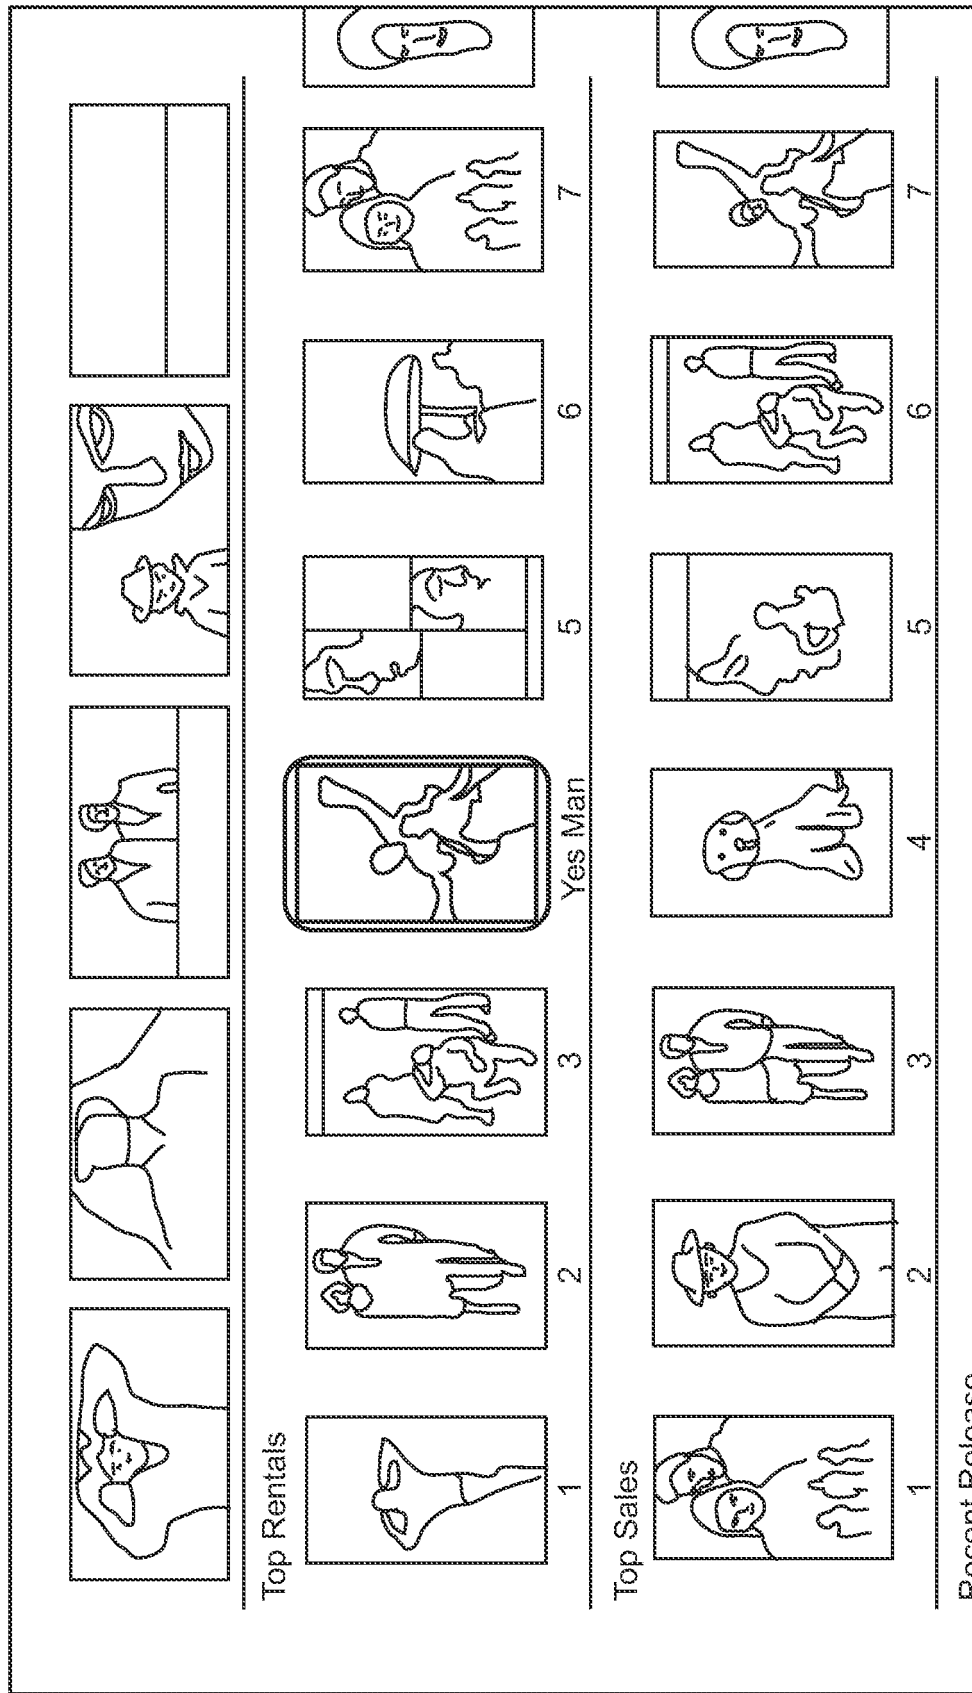 Top Rentals
1 2 3 Yes Man 5 6 7
Top Sales
1 2 3 4 5 6 7
Recent Release